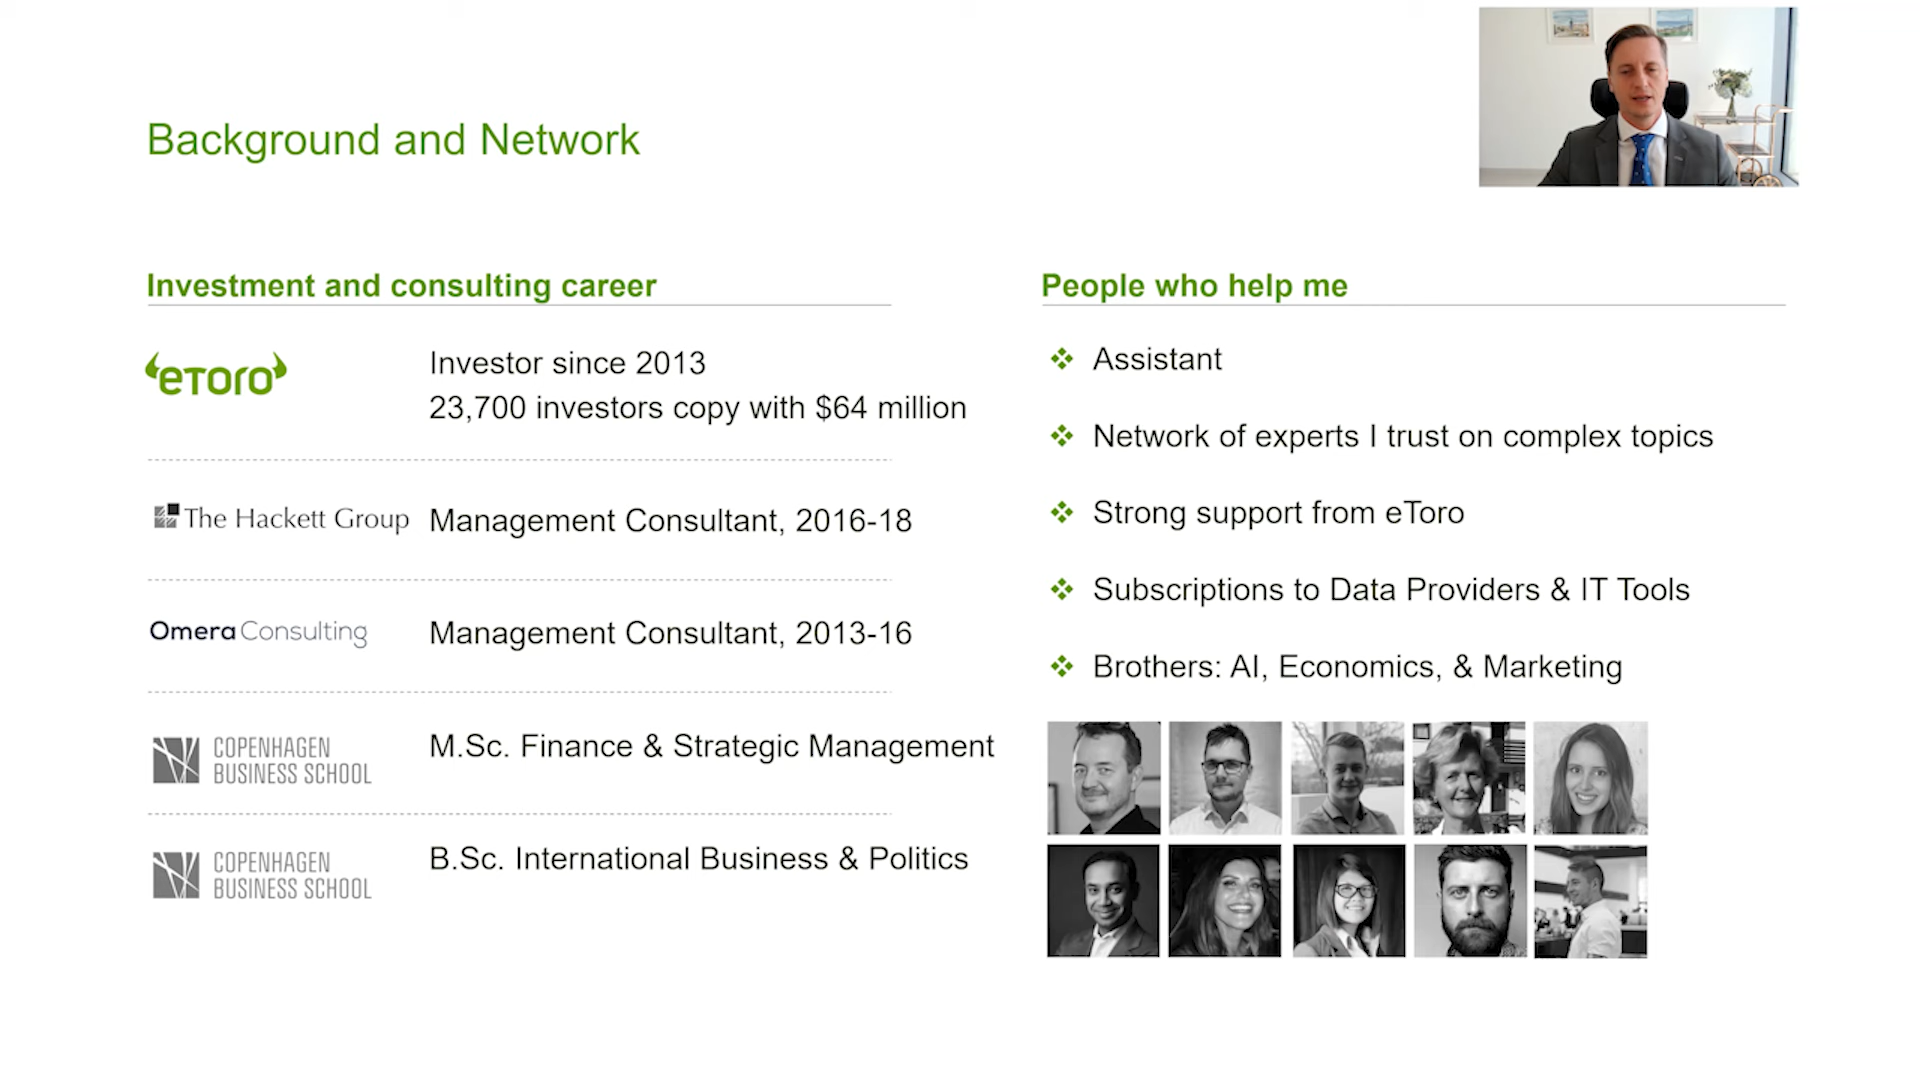 Background and Network
Investment and consulting career
eToro
Investor since 2013
23,700 investors copy with $64 million
The Hackett Group
Management Consultant, 2016-18
Omera Consulting
Management Consultant, 2013-16
COPENHAGEN
BUSINESS SCHOOL
M.Sc. Finance & Strategic Management
COPENHAGEN
BUSINESS SCHOOL
B.Sc. International Business & Politics
People who help me
Assistant
Network of experts I trust on complex topics
Strong support from eToro
Subscriptions to Data Providers & IT Tools
Brothers: AI, Economics, & Marketing